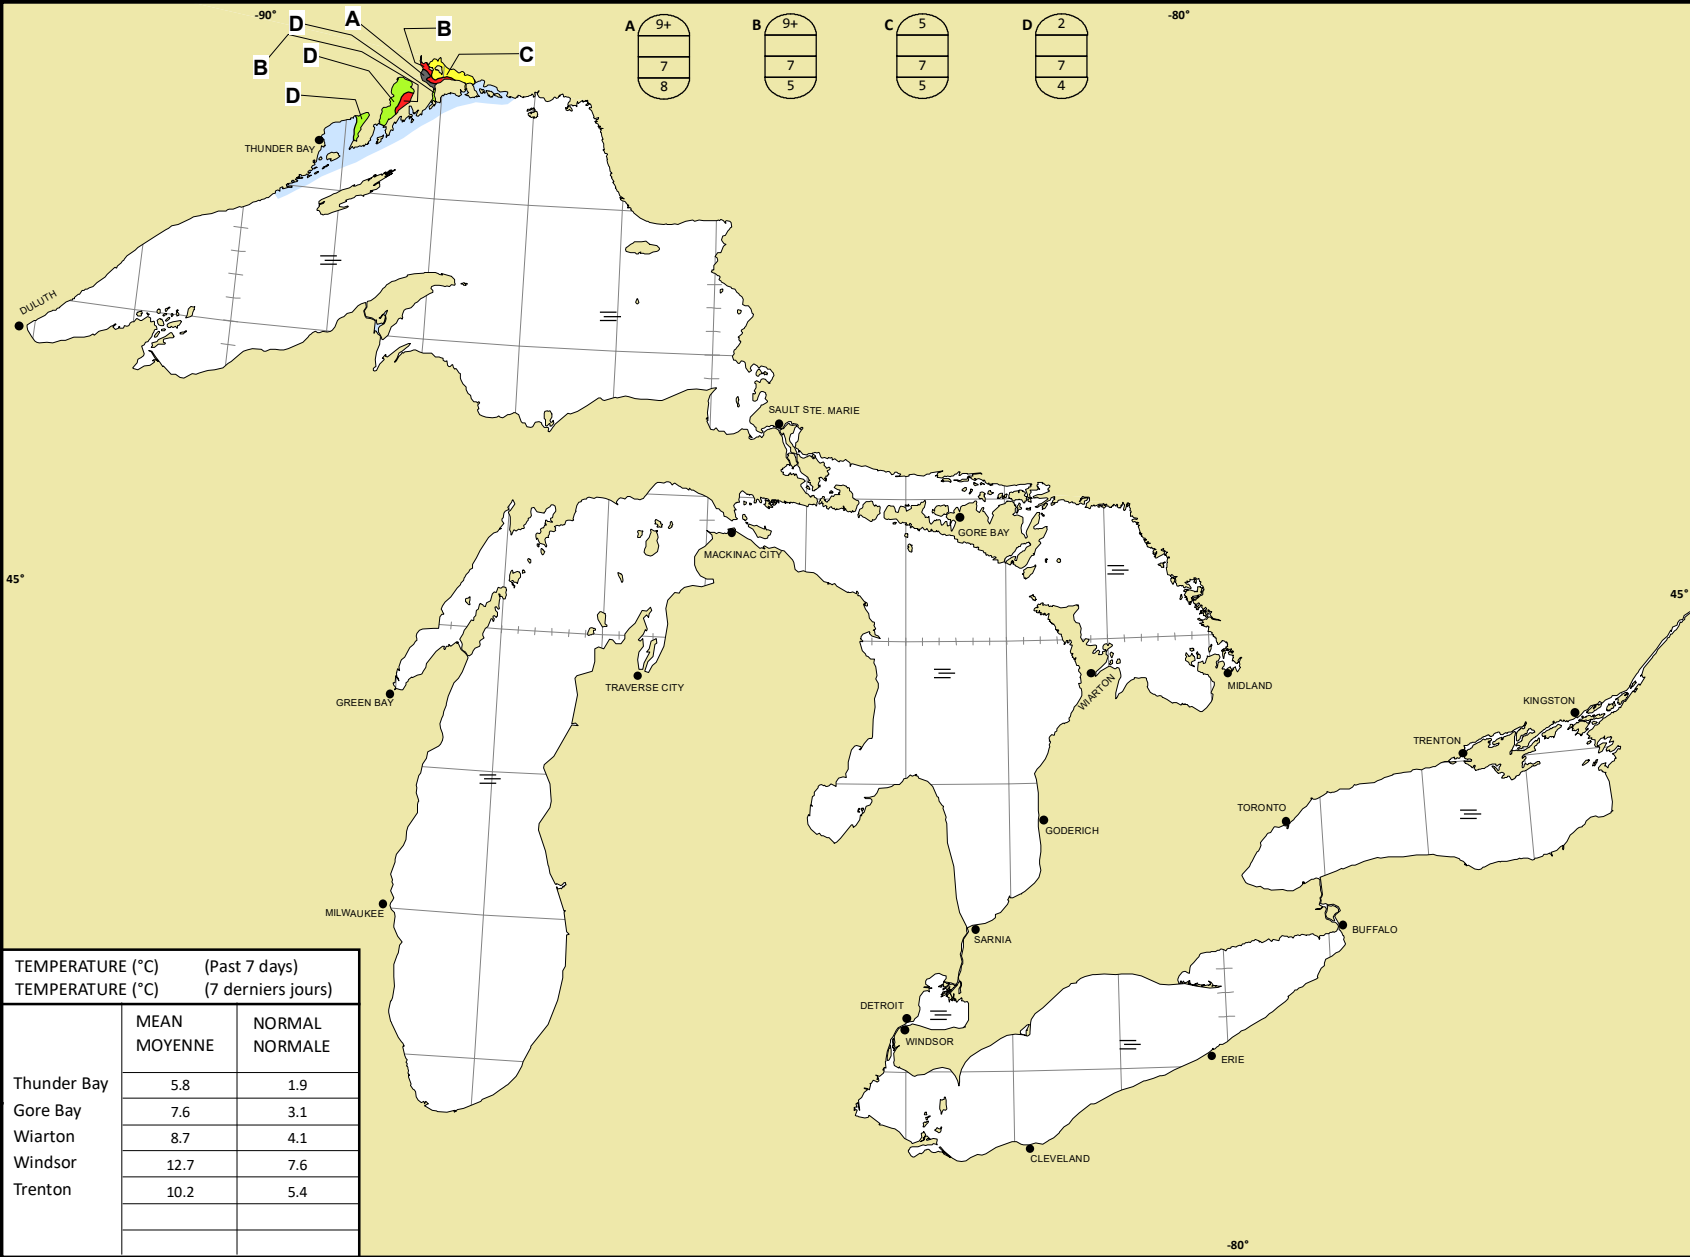 -90°
-80°
A 9+ 7 8
B 9+ 7 5
C 5 7 5
D 2 7 4
D
A
B
B
D
C
D
THUNDER BAY
DULUTH
SAULT STE. MARIE
GORE BAY
MACKINAC CITY
45°
45°
GREEN BAY
TRAVERSE CITY
WIARTON
MIDLAND
KINGSTON
TRENTON
TORONTO
GODERICH
MILWAUKEE
SARNIA
BUFFALO
DETROIT
WINDSOR
ERIE
CLEVELAND
-80°
TEMPERATURE (°C) (Past 7 days)
TEMPERATURE (°C) (7 derniers jours)
MEAN NORMAL
MOYENNE NORMALE
Thunder Bay 5.8 1.9
Gore Bay 7.6 3.1
Wiarton 8.7 4.1
Windsor 12.7 7.6
Trenton 10.2 5.4